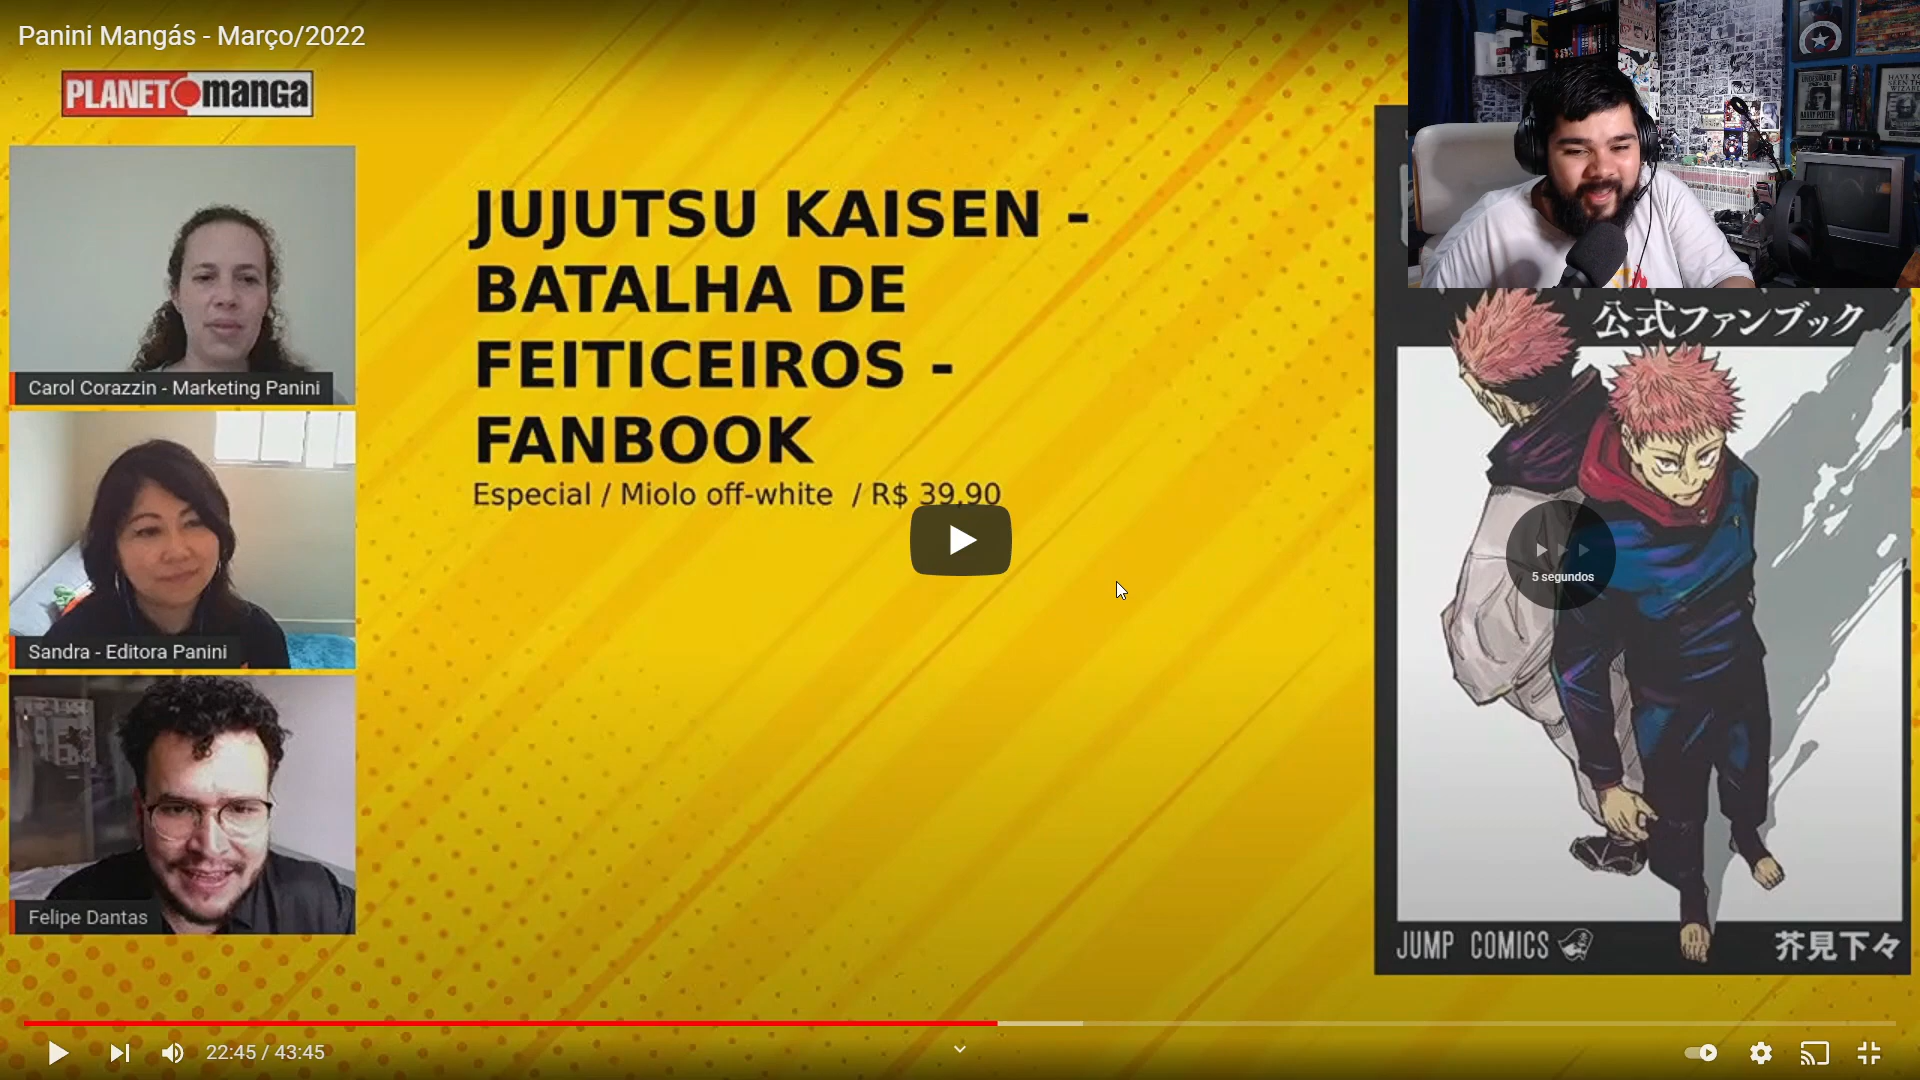 Panini Mangás - Março/2022
PLANET manga
JUJUTSU KAISEN -
BATALHA DE
FEITICEIROS -
FANBOOK
Especial / Miolo off-white / R$ 39,90
Carol Corazzin - Marketing Panini
Sandra - Editora Panini
Felipe Dantas
公式ファンブック
5 segundos
JUMP COMICS
芥見下々
22:45 / 43:45